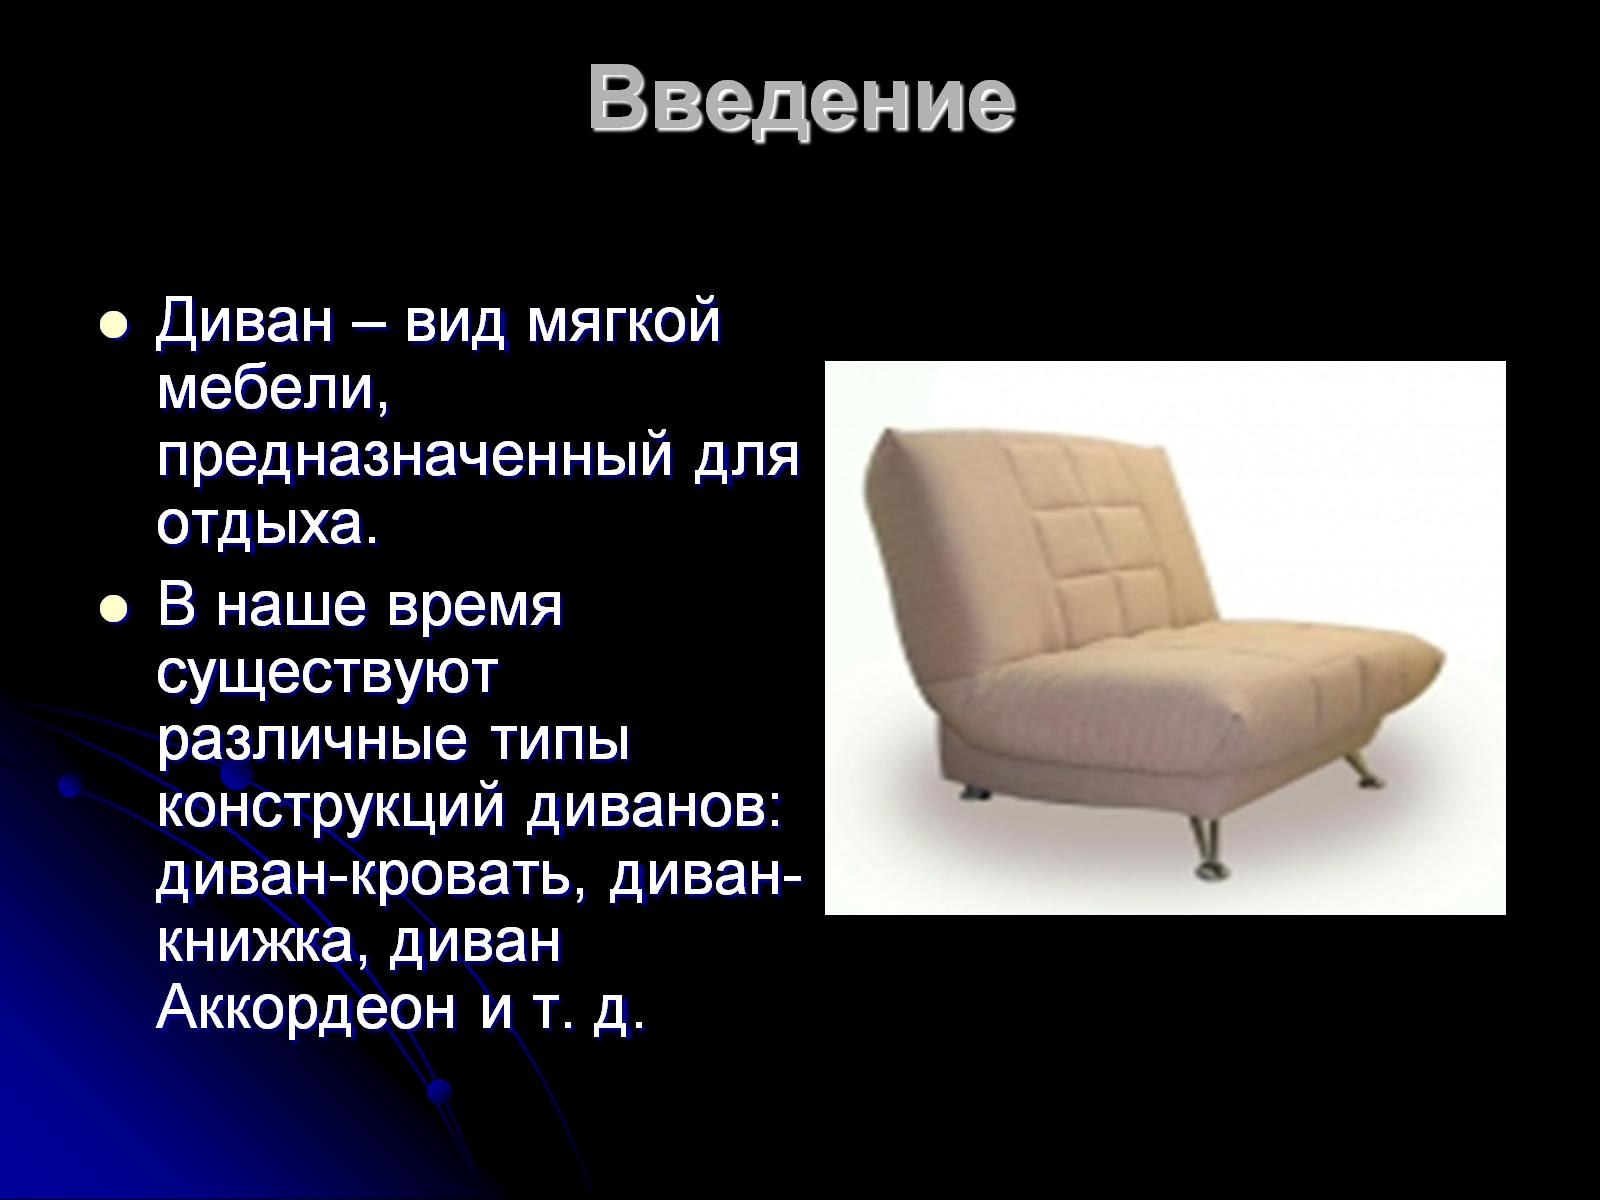 Введение
Диван – вид мягкой
мебели,
предназначенный для
отдыха.
В наше время
существуют
различные типы
конструкций диванов:
диван-кровать, диван-
книжка, диван
Аккордеон и т. д.